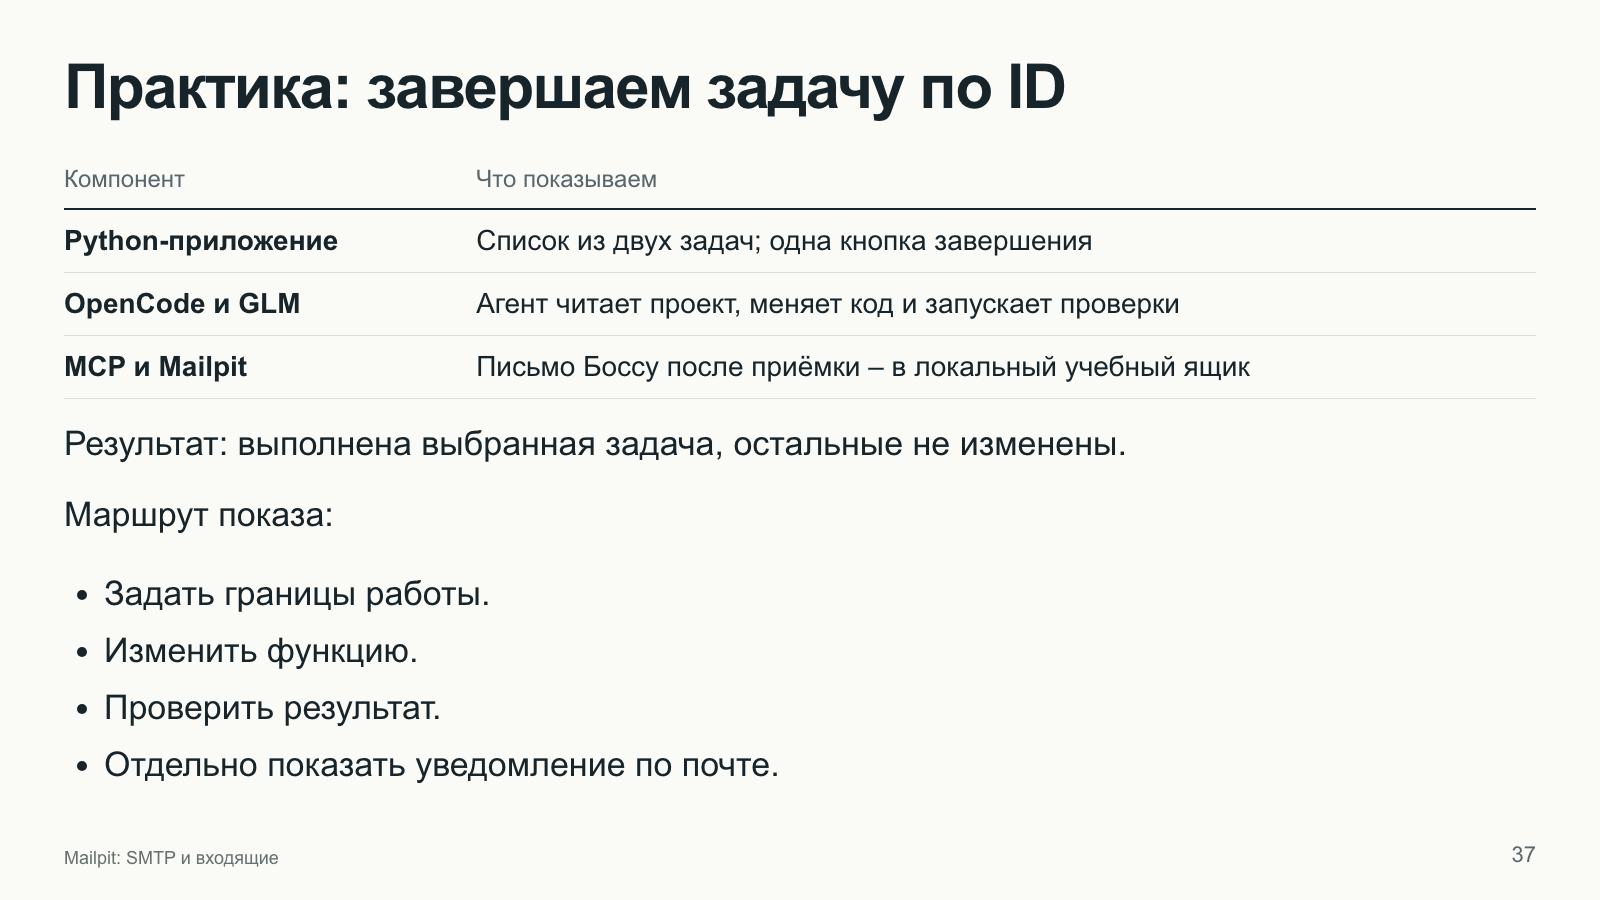 Практика: завершаем задачу по ID
Компонент Что показываем
Python-приложение Список из двух задач; одна кнопка завершения
OpenCode и GLM Агент читает проект, меняет код и запускает проверки
MCP и Mailpit Письмо Боссу после приёмки – в локальный учебный ящик
Результат: выполнена выбранная задача, остальные не изменены.
Маршрут показа:
• Задать границы работы.
• Изменить функцию.
• Проверить результат.
• Отдельно показать уведомление по почте.
Mailpit: SMTP и входящие 37